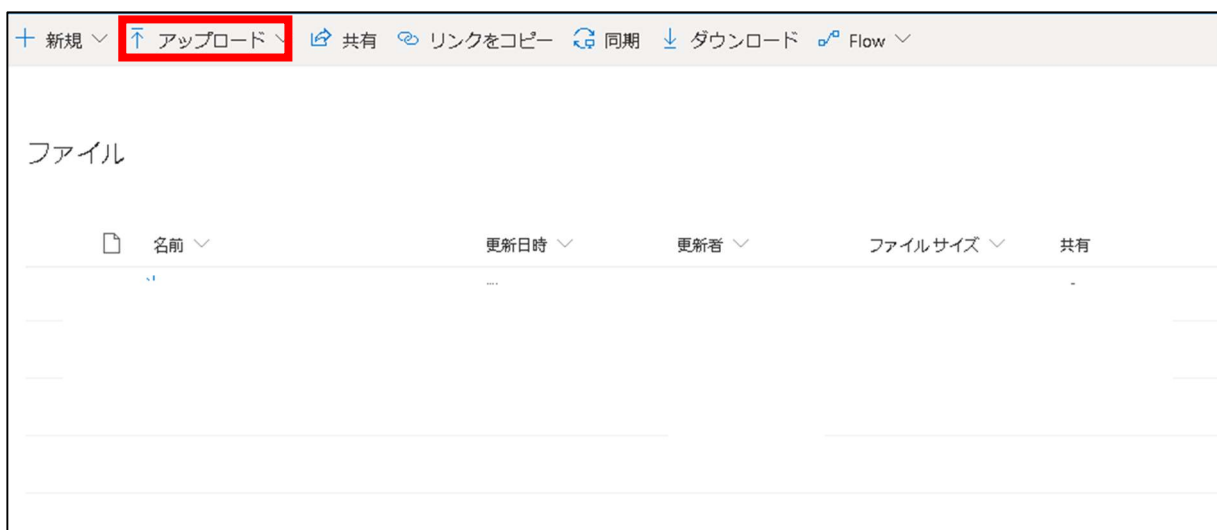 新規 アップロード 共有 リンクをコピー 同期 ダウンロード Flow
ファイル
名前 更新日時 更新者 ファイル サイズ 共有